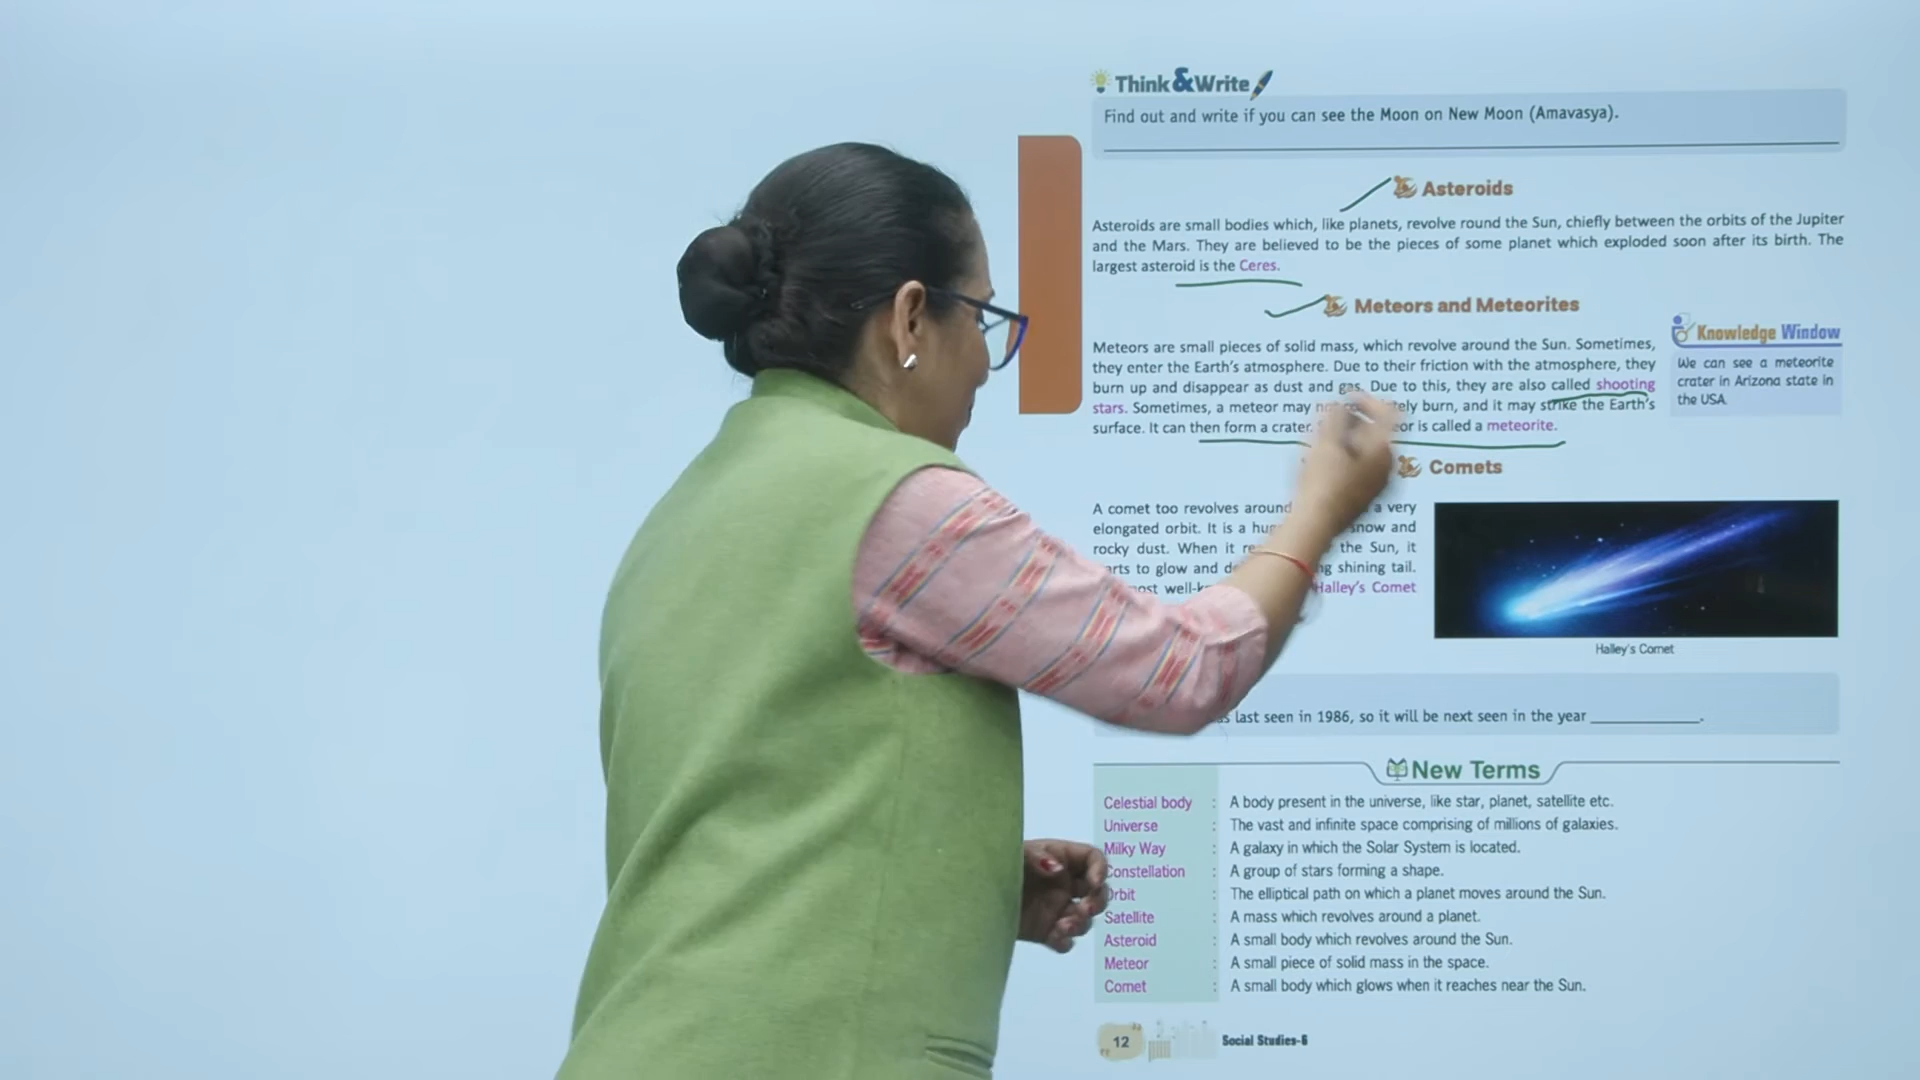 Think & Write
Find out and write if you can see the Moon on New Moon (Amavasya).
Asteroids
Asteroids are small bodies which, like planets, revolve round the Sun, chiefly between the orbits of the Jupiter
and the Mars. They are believed to be the pieces of some planet which exploded soon after its birth. The
largest asteroid is the Ceres.
Meteors and Meteorites
Meteors are small pieces of solid mass, which revolve around the Sun. Sometimes,
they enter the Earth's atmosphere. Due to their friction with the atmosphere, they
burn up and disappear as dust and gas. Due to this, they are also called shooting
stars. Sometimes, a meteor may burn, and it may strike the Earth's
surface. It can then form a crater. is called a meteorite.
Knowledge Window
We can see a meteorite
crater in Arizona state in
the USA.
Comets
A comet too revolves around a very
elongated orbit. It is a snow and
rocky dust. When it the Sun, it
to glow and shining tail.
Halley's Comet
Halley's Comet
last seen in 1986, so it will be next seen in the year ____________.
New Terms
Celestial body : A body present in the universe, like star, planet, satellite etc.
Universe : The vast and infinite space comprising of millions of galaxies.
Milky Way : A galaxy in which the Solar System is located.
Constellation : A group of stars forming a shape.
Orbit : The elliptical path on which a planet moves around the Sun.
Satellite : A mass which revolves around a planet.
Asteroid : A small body which revolves around the Sun.
Meteor : A small piece of solid mass in the space.
Comet : A small body which glows when it reaches near the Sun.
12 Social Studies-6